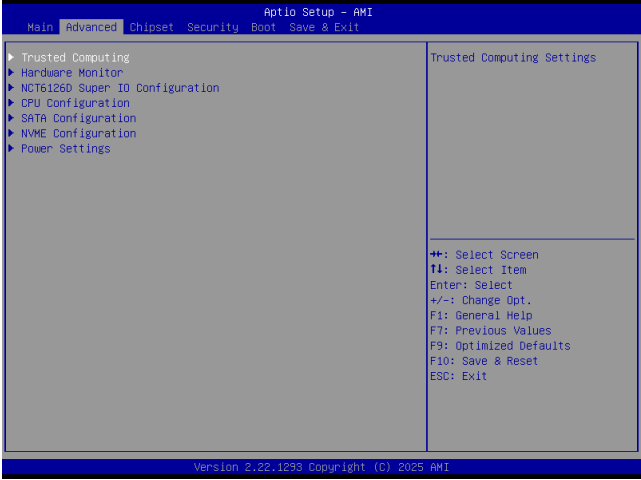 Aptio Setup - AMI
Main Advanced Chipset Security Boot Save & Exit
Trusted Computing
Hardware Monitor
NCT6126D Super IO Configuration
CPU Configuration
SATA Configuration
NVME Configuration
Power Settings
Trusted Computing Settings
→←: Select Screen
↑↓: Select Item
Enter: Select
+/-: Change Opt.
F1: General Help
F7: Previous Values
F9: Optimized Defaults
F10: Save & Reset
ESC: Exit
Version 2.22.1293 Copyright (C) 2025 AMI